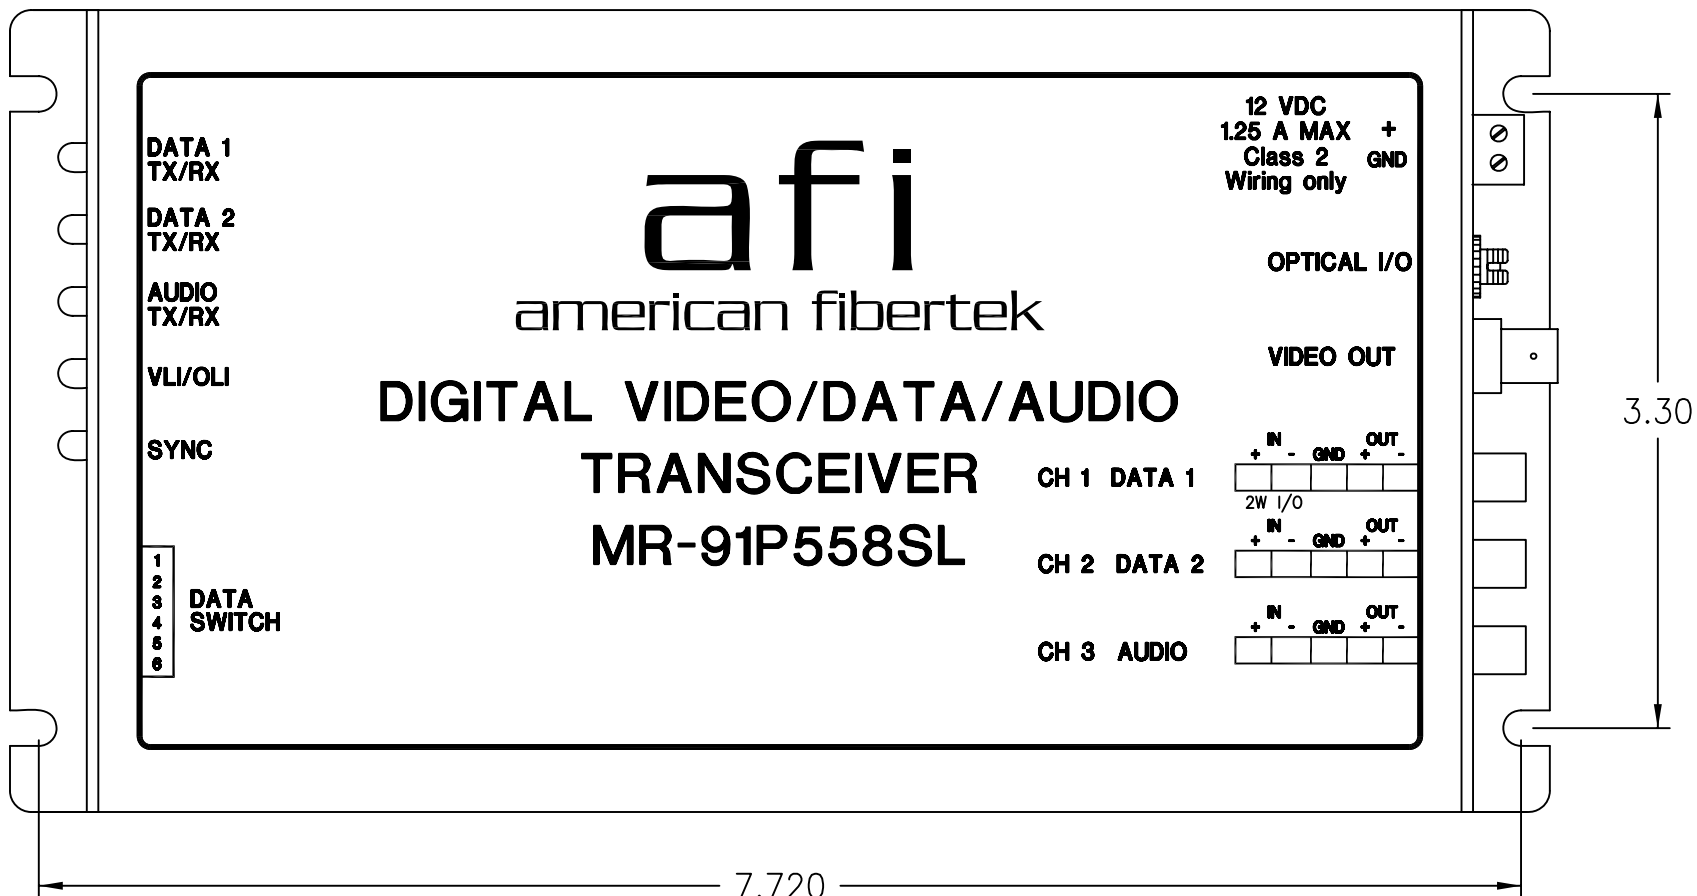 DATA 1
TX/RX
DATA 2
TX/RX
AUDIO
TX/RX
VLI/OLI
SYNC
1
2
3
4
5
6
DATA
SWITCH
afi
american fibertek
DIGITAL VIDEO/DATA/AUDIO
TRANSCEIVER
MR-91P558SL
12 VDC
1.25 A MAX +
Class 2 GND
Wiring only
OPTICAL I/O
VIDEO OUT
IN OUT
+ - GND + -
CH 1 DATA 1
2W I/O
IN OUT
+ - GND + -
CH 2 DATA 2
IN OUT
+ - GND + -
CH 3 AUDIO
3.30
7.720